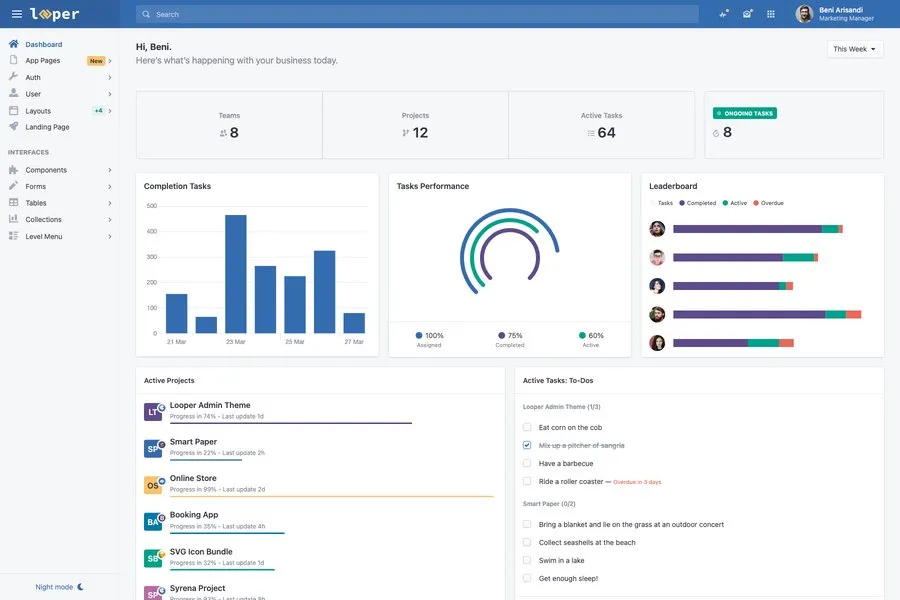 looper
Search
Beni Arisandi
Marketing Manager
Dashboard
App Pages New
Auth
User
Layouts +4
Landing Page
INTERFACES
Components
Forms
Tables
Collections
Level Menu
Night mode
Hi, Beni.
Here's what's happening with your business today.
This Week
Teams
8
Projects
12
Active Tasks
64
ONGOING TASKS
8
Completion Tasks
500
400
300
200
100
0
21 Mar 23 Mar 25 Mar 27 Mar
Tasks Performance
100% 75% 60%
Assigned Completed Active
Leaderboard
Tasks Completed Active Overdue
Active Projects
LT Looper Admin Theme
Progress in 74% - Last update 1d
SP Smart Paper
Progress in 22% - Last update 2h
OS Online Store
Progress in 99% - Last update 2d
BA Booking App
Progress in 35% - Last update 4h
SB SVG Icon Bundle
Progress in 32% - Last update 1d
SP Syrena Project
Progress in 93% - Last update 8h
Active Tasks: To-Dos
Looper Admin Theme (1/3)
Eat corn on the cob
Mix up a pitcher of sangria
Have a barbecue
Ride a roller coaster — Overdue in 3 days
Smart Paper (0/2)
Bring a blanket and lie on the grass at an outdoor concert
Collect seashells at the beach
Swim in a lake
Get enough sleep!